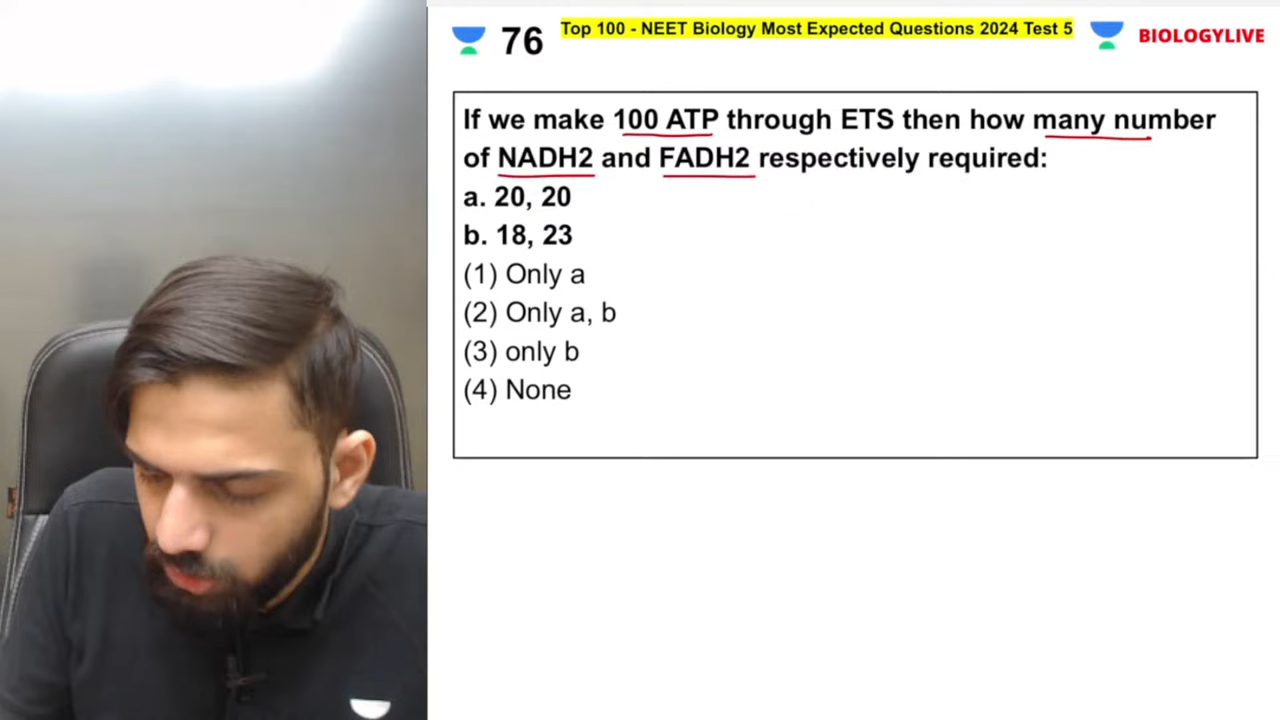 76
Top 100 - NEET Biology Most Expected Questions 2024 Test 5
BIOLOGYLIVE
If we make 100 ATP through ETS then how many number
of NADH2 and FADH2 respectively required:
a. 20, 20
b. 18, 23
(1) Only a
(2) Only a, b
(3) only b
(4) None